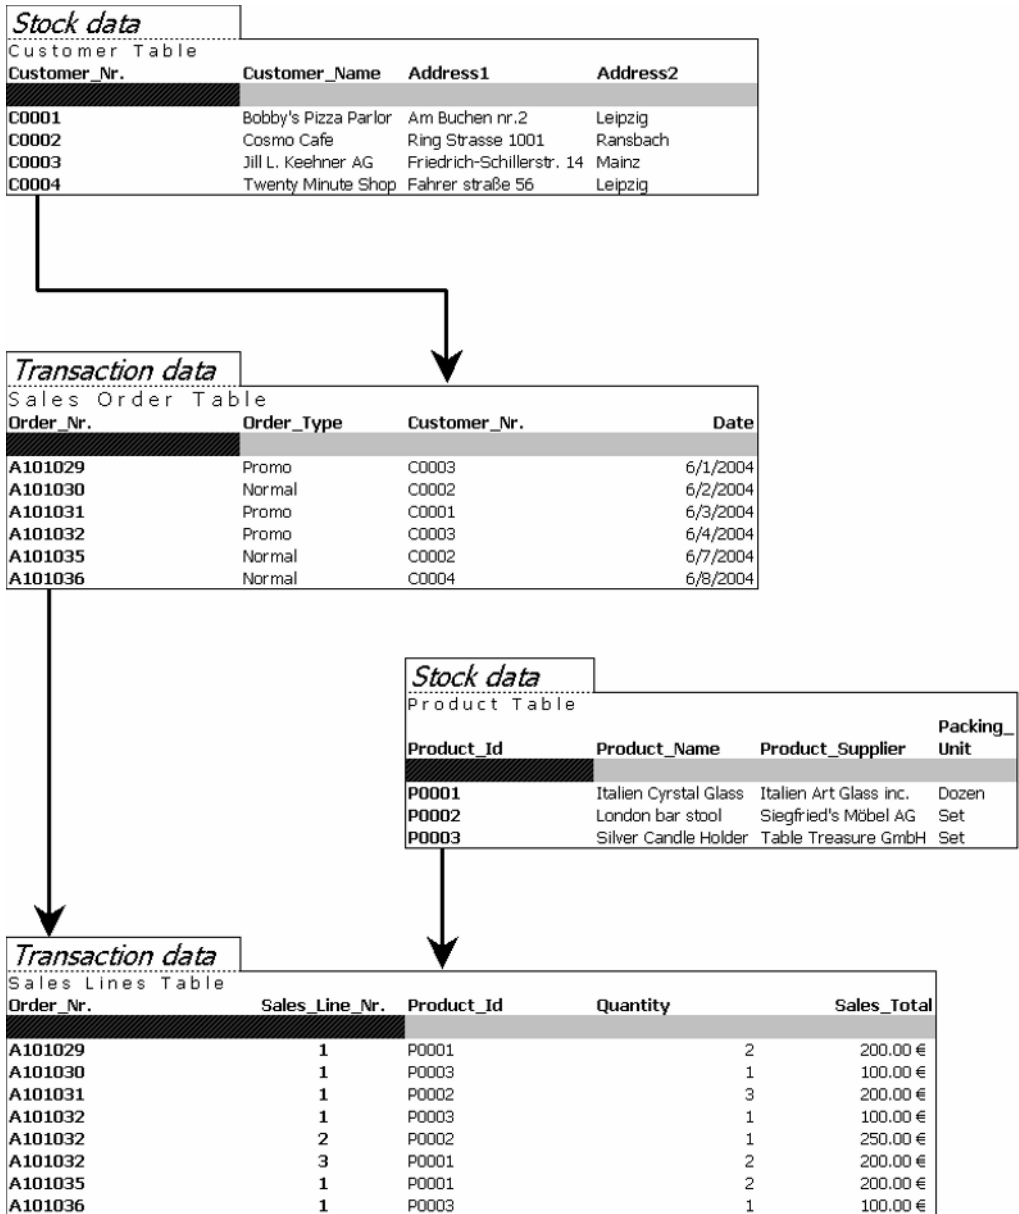 Stock data
Customer Table
Customer_Nr. Customer_Name Address1 Address2
C0001 Bobby's Pizza Parlor Am Buchen nr.2 Leipzig
C0002 Cosmo Cafe Ring Strasse 1001 Ransbach
C0003 Jill L. Keehner AG Friedrich-Schillerstr. 14 Mainz
C0004 Twenty Minute Shop Fahrer straße 56 Leipzig
Transaction data
Sales Order Table
Order_Nr. Order_Type Customer_Nr. Date
A101029 Promo C0003 6/1/2004
A101030 Normal C0002 6/2/2004
A101031 Promo C0001 6/3/2004
A101032 Promo C0003 6/4/2004
A101035 Normal C0002 6/7/2004
A101036 Normal C0004 6/8/2004
Stock data
Product Table
Packing_
Product_Id Product_Name Product_Supplier Unit
P0001 Italien Cyrstal Glass Italien Art Glass inc. Dozen
P0002 London bar stool Siegfried's Möbel AG Set
P0003 Silver Candle Holder Table Treasure GmbH Set
Transaction data
Sales Lines Table
Order_Nr. Sales_Line_Nr. Product_Id Quantity Sales_Total
A101029 1 P0001 2 200.00 €
A101030 1 P0003 1 100.00 €
A101031 1 P0002 3 200.00 €
A101032 1 P0003 1 100.00 €
A101032 2 P0002 1 250.00 €
A101032 3 P0001 2 200.00 €
A101035 1 P0001 2 200.00 €
A101036 1 P0003 1 100.00 €